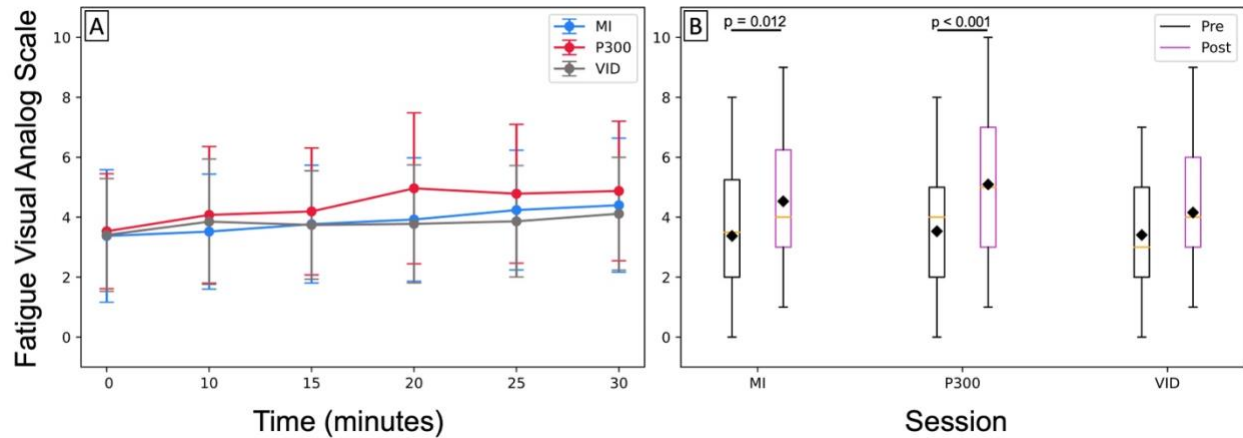 Fatigue Visual Analog Scale
A
MI
P300
VID
10
8
6
4
2
0
0 10 15 20 25 30
Time (minutes)
B
p = 0.012
p < 0.001
Pre
Post
10
8
6
4
2
0
MI P300 VID
Session